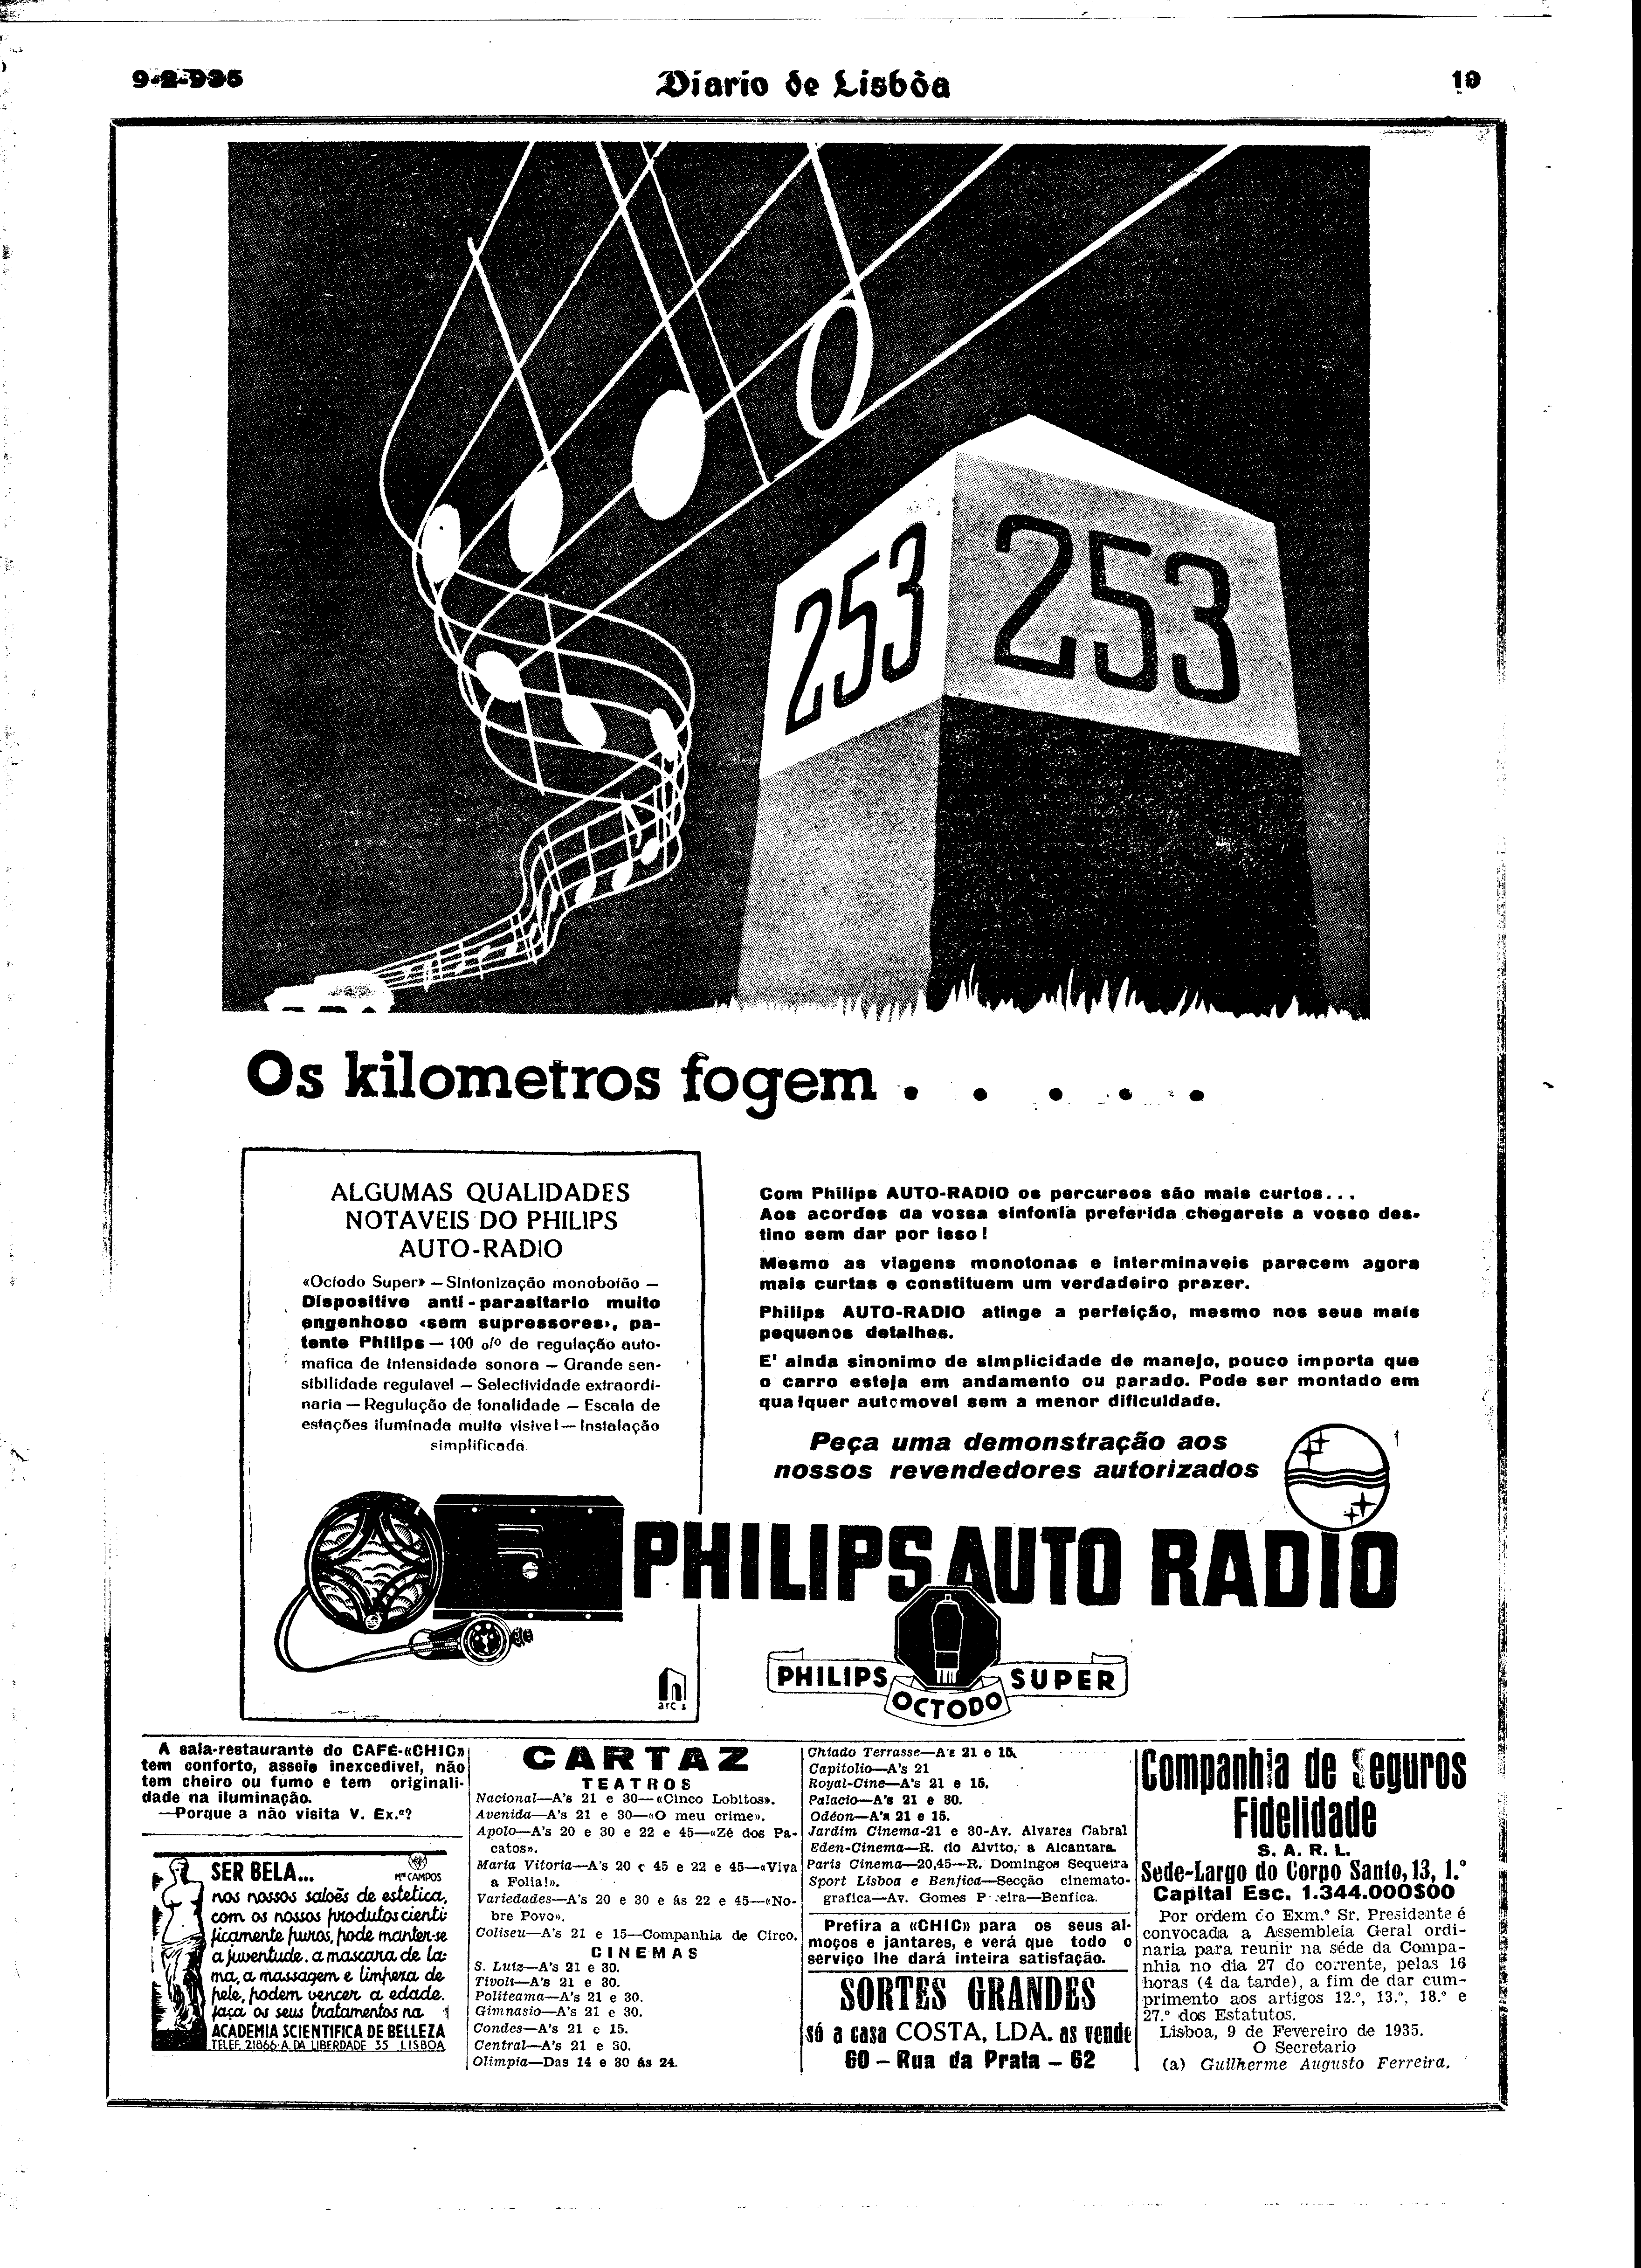 9-2-935
Diario de Lisbôa
19
253
253
Os kilometros fogem . . . . .
ALGUMAS QUALIDADES
NOTAVEIS DO PHILIPS
AUTO-RADIO
«Octodo Super» — Sintonização monobotão —
Dispositivo anti-parasitario muito
engenhoso «sem supressores», pa-
tente Philips — 100 o/o de regulação auto-
matica de intensidade sonora — Grande sen-
sibilidade regulavel — Selectividade extraordi-
naria — Regulução de tonalidade — Escala de
estações iluminada muito visivel — Instalação
simplificada.
arc s
Com Philips AUTO-RADIO os percursos são mais curtos...
Aos acordes da vossa sinfonia preferida chegareis a vosso des-
tino sem dar por isso!
Mesmo as viagens monotonas e interminaveis parecem agora
mais curtas e constituem um verdadeiro prazer.
Philips AUTO-RADIO atinge a perfeição, mesmo nos seus mais
pequenos detalhes.
E' ainda sinonimo de simplicidade de manejo, pouco importa que
o carro esteja em andamento ou parado. Pode ser montado em
qualquer automovel sem a menor dificuldade.
Peça uma demonstração aos
nossos revendedores autorizados
PHILIPS AUTO RADIO
PHILIPS SUPER
OCTODO
A sala-restaurante do CAFÉ-«CHIC»
tem conforto, asseio inexcedivel, não
tem cheiro ou fumo e tem originali-
dade na iluminação.
—Porque a não visita V. Ex.ª?
SER BELA...
Mme CAMPOS
nos nossos salões de estetica,
com os nossos produtos cienti
ficamente puros, pode manter-se
a juventude. a mascara de la-
ma, a massagem e limpeza de
pele, podem vencer a edade.
faça os seus tratamentos na
ACADEMIA SCIENTIFICA DE BELLEZA
TELEF. 21866-A. DA LIBERDADE 35 LISBOA
CARTAZ
TEATROS
Nacional—A's 21 e 30—«Cinco Lobitos».
Avenida—A's 21 e 30—«O meu crime».
Apolo—A's 20 e 30 e 22 e 45—«Zé dos Pa-
catos».
Maria Vitoria—A's 20 e 45 e 22 e 45—«Viva
a Folia!».
Variedades—A's 20 e 30 e ás 22 e 45—«No-
bre Povo».
Coliseu—A's 21 e 15—Companhia de Circo.
CINEMAS
S. Luiz—A's 21 e 30.
Tivoli—A's 21 e 30.
Politeama—A's 21 e 30.
Gimnasio—A's 21 e 30.
Condes—A's 21 e 15.
Central—A's 21 e 30.
Olimpia—Das 14 e 30 ás 24.
Chiado Terrasse—A's 21 e 15.
Capitolio—A's 21
Royal-Cine—A's 21 e 15.
Palacio—A's 21 e 30.
Odéon—A's 21 e 15.
Jardim Cinema-21 e 30-Av. Alvares Cabral
Eden-Cinema—R. do Alvito, a Alcantara.
Paris Cinema—20,45—R. Domingos Sequeira
Sport Lisboa e Benfica—Secção cinemato-
grafica—Av. Gomes Pereira—Benfica.
Prefira a «CHIC» para os seus al-
moços e jantares, e verá que todo o
serviço lhe dará inteira satisfação.
SORTES GRANDES
só a casa COSTA, LDA. as vende
60 — Rua da Prata — 62
Companhia de Seguros
Fidelidade
S. A. R. L.
Sede-Largo do Corpo Santo, 13, 1.º
Capital Esc. 1.344.000$00
Por ordem do Exm.º Sr. Presidente é
convocada a Assembleia Geral ordi-
naria para reunir na séde da Compa-
nhia no dia 27 do corrente, pelas 16
horas (4 da tarde), a fim de dar cum-
primento aos artigos 12.º, 13.º, 18.º e
27.º dos Estatutos.
Lisboa, 9 de Fevereiro de 1935.
O Secretario
(a) Guilherme Augusto Ferreira.